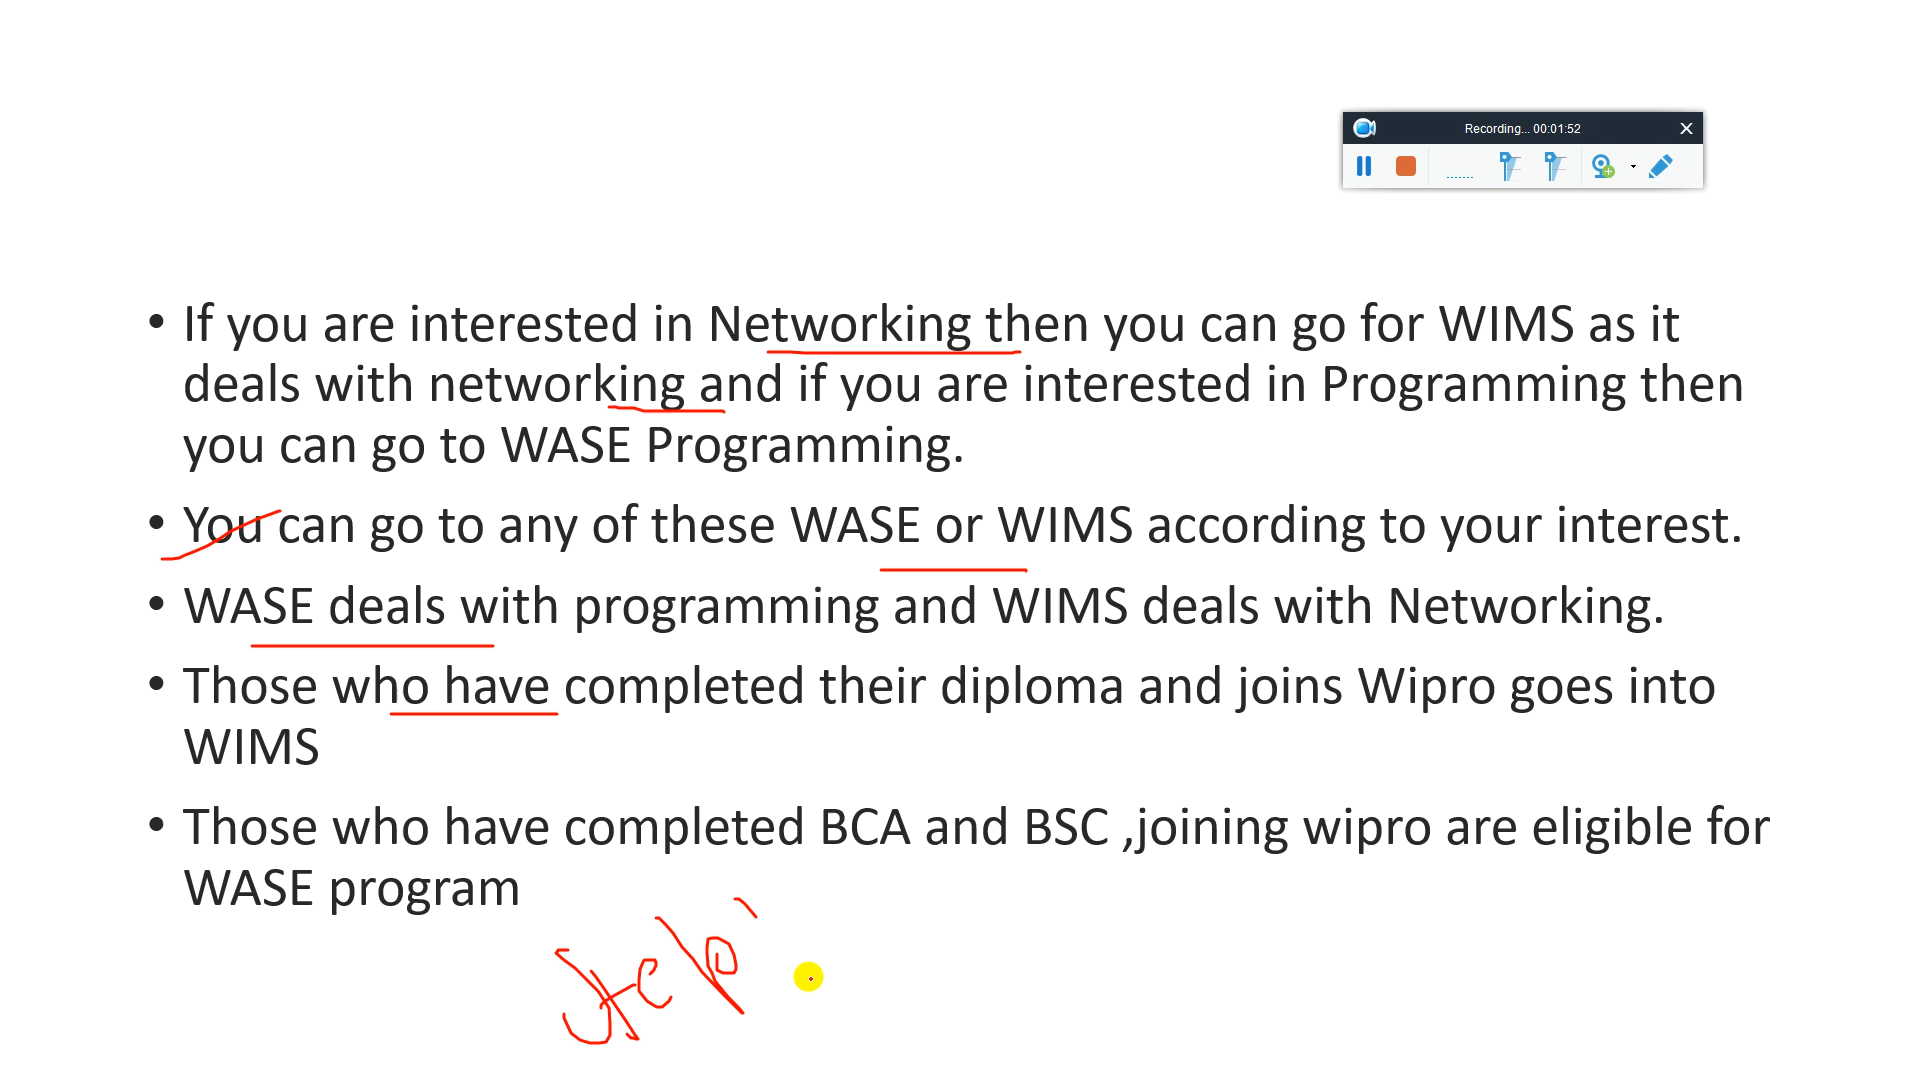 Recording... 00:01:52
• If you are interested in Networking then you can go for WIMS as it
deals with networking and if you are interested in Programming then
you can go to WASE Programming.
• You can go to any of these WASE or WIMS according to your interest.
• WASE deals with programming and WIMS deals with Networking.
• Those who have completed their diploma and joins Wipro goes into
WIMS
• Those who have completed BCA and BSC ,joining wipro are eligible for
WASE program